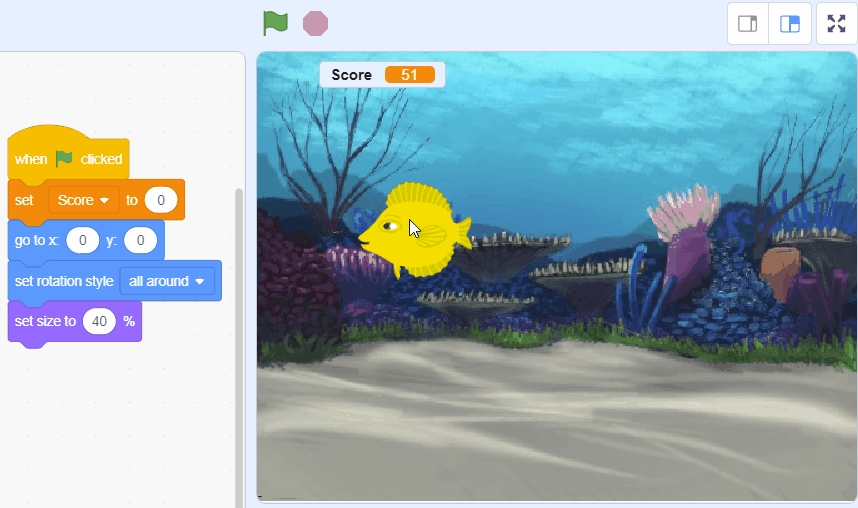 Score 51
when clicked
set Score to 0
go to x: 0 y: 0
set rotation style all around
set size to 40 %